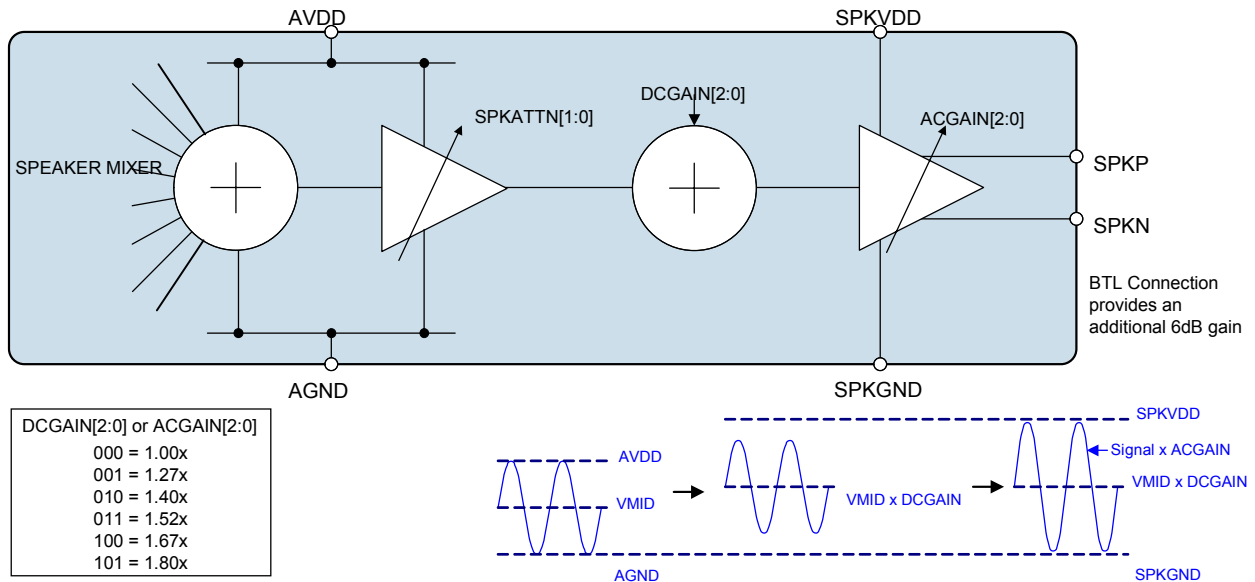 AVDD
SPKVDD
DCGAIN[2:0]
SPKATTN[1:0]
ACGAIN[2:0]
SPEAKER MIXER
SPKP
SPKN
BTL Connection
provides an
additional 6dB gain
AGND
SPKGND
DCGAIN[2:0] or ACGAIN[2:0]
000 = 1.00x
001 = 1.27x
010 = 1.40x
011 = 1.52x
100 = 1.67x
101 = 1.80x
AVDD
VMID
AGND
VMID x DCGAIN
SPKVDD
Signal x ACGAIN
VMID x DCGAIN
SPKGND